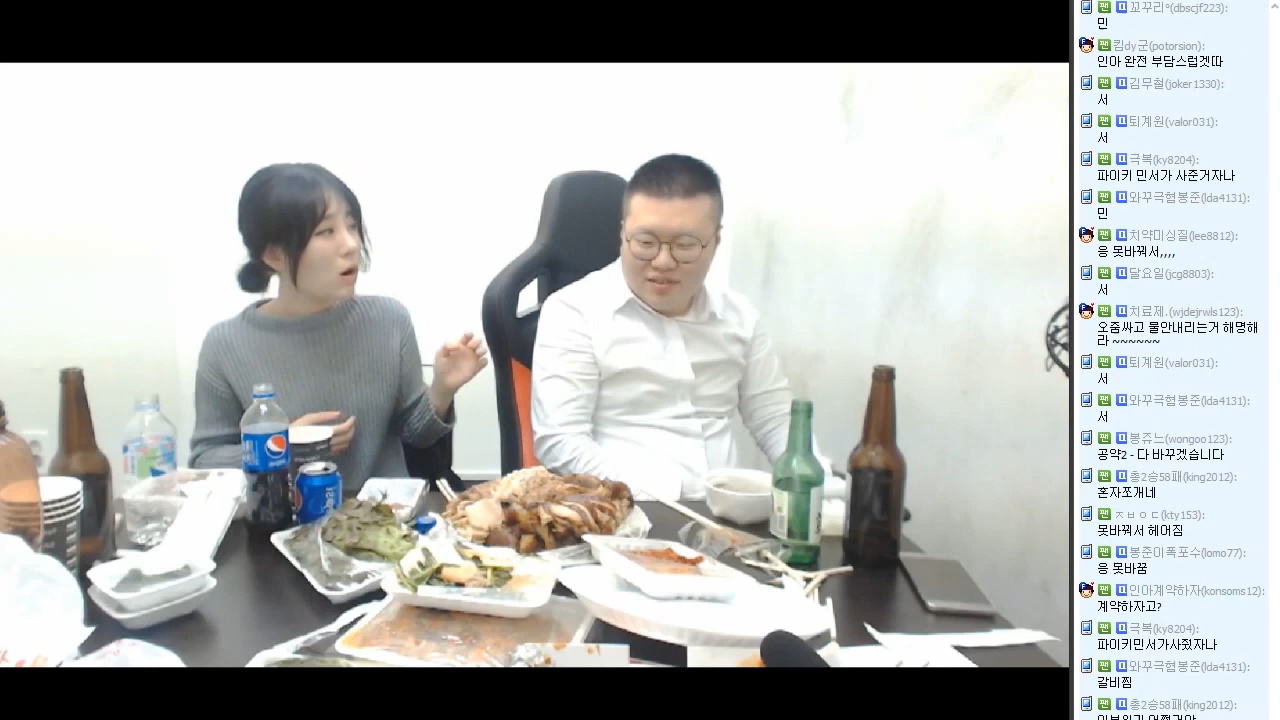 꼬꾸리°(dbscjf223):
민
킴dy군(potorsion):
인아 완전 부담스럽겟따
김무철(joker1330):
서
퇴계원(valor031):
서
극복(ky8204):
파이키 민서가 사준거자나
와꾸극혐봉준(lda4131):
민
치약미싱질(lee8812):
응 못바꿔서,,,,
달요일(jcg8803):
서
치료제.(wjdejrwls123):
오줌싸고 물안내리는거 해명해
라 ~~~~~~
퇴계원(valor031):
서
와꾸극혐봉준(lda4131):
서
봉쥬느(wongoo123):
공약2 - 다 바꾸겠습니다
총2승58패(king2012):
혼자쪼개네
ㅈㅂㅇㄷ(kty153):
못바꿔서 헤어짐
봉준이폭포수(lomo77):
응 못바꿈
인아계약하자(konsoms12):
계약하자고?
극복(ky8204):
파이키민서가사줬자나
와꾸극혐봉준(lda4131):
갈비찜
총2승58패(king2012):
pepsi